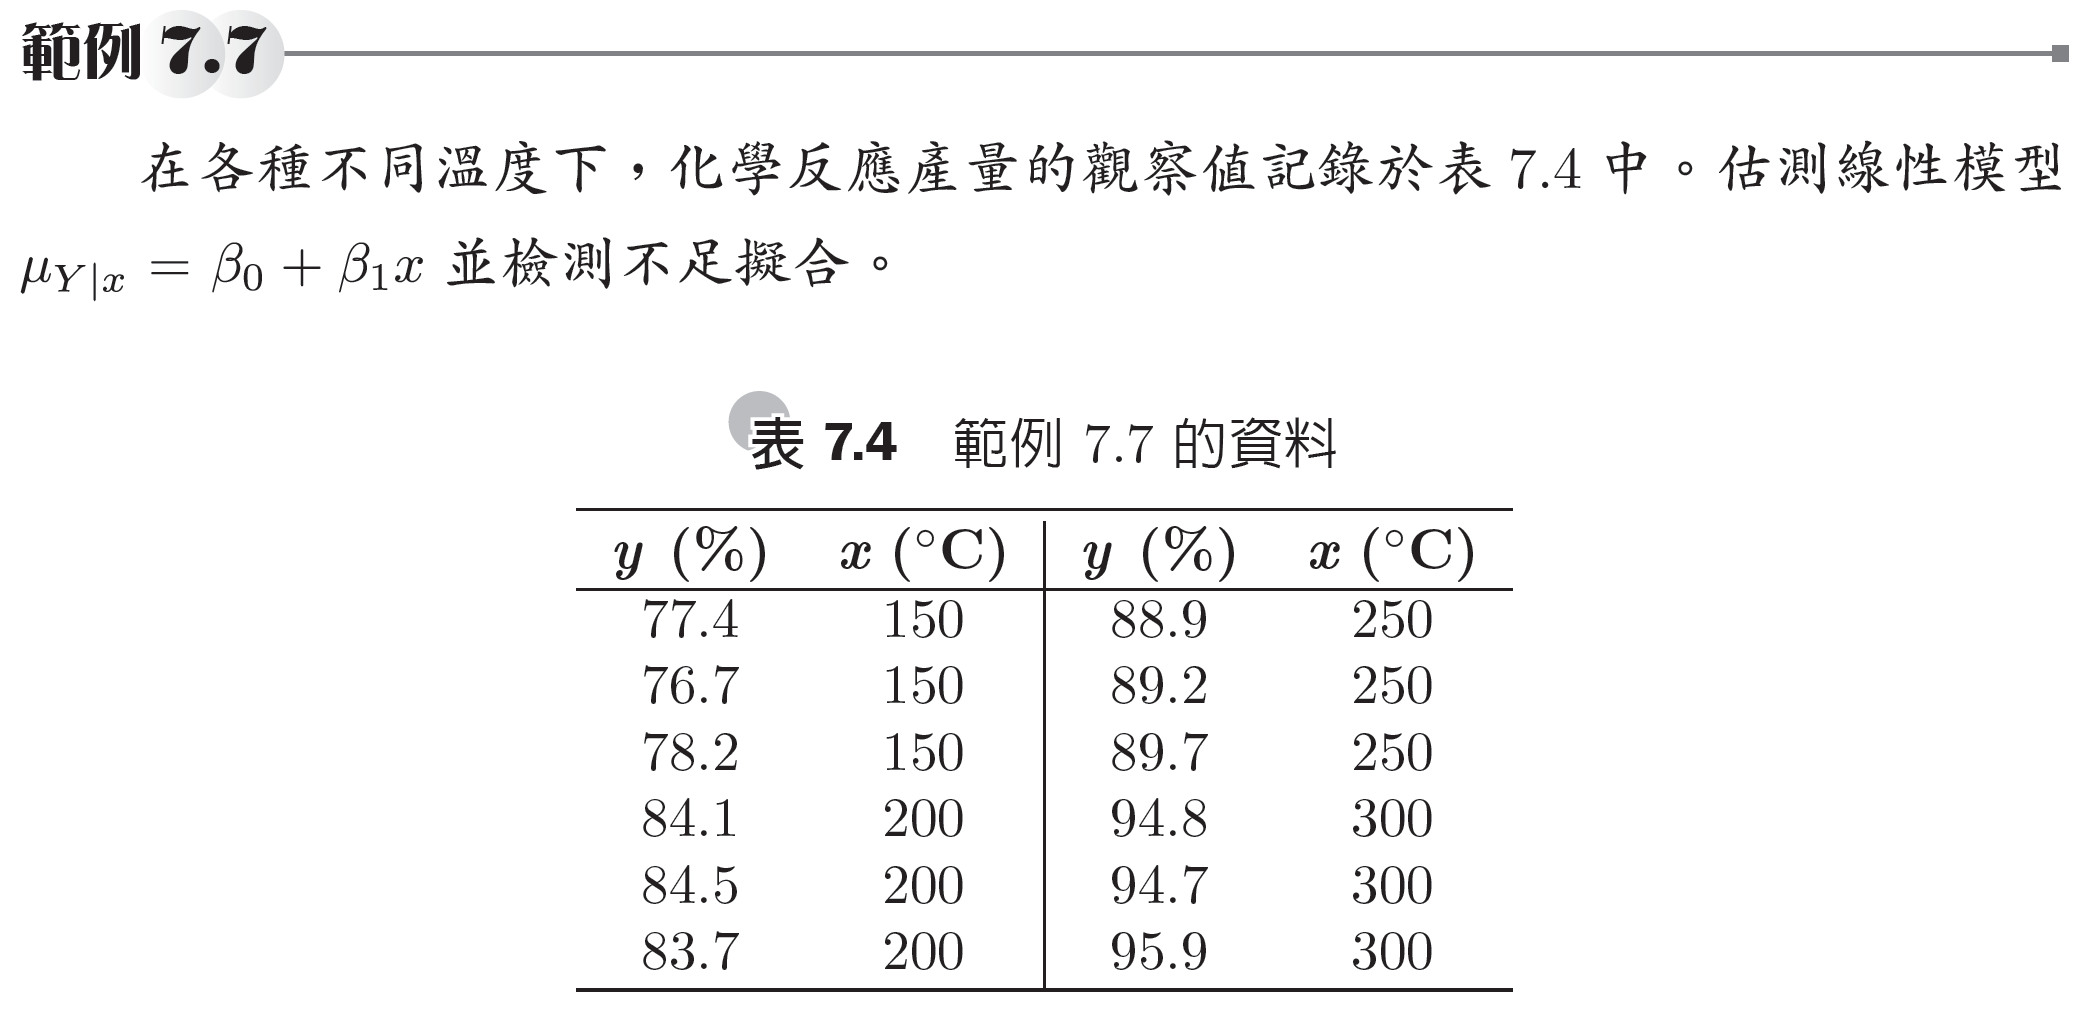 範例 7.7
在各種不同溫度下，化學反應產量的觀察值記錄於表 7.4 中。估測線性模型
μ_{Y|x} = β₀ + β₁x 並檢測不足擬合。
表 7.4 範例 7.7 的資料
y (%) x (°C) y (%) x (°C)
77.4 150 88.9 250
76.7 150 89.2 250
78.2 150 89.7 250
84.1 200 94.8 300
84.5 200 94.7 300
83.7 200 95.9 300